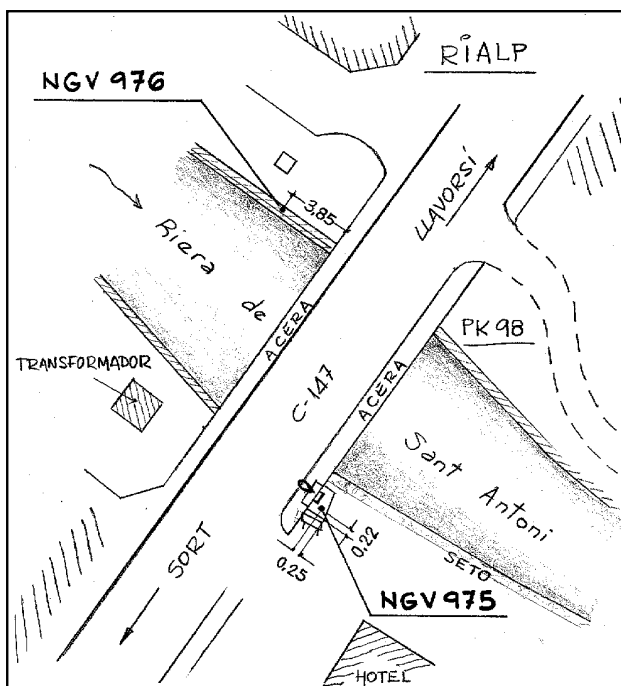 RiALP
NGV 976
3,85
LLAVORSÍ
Riera de
ACERA
PK 98
TRANSFORMADOR
C-147
ACERA
Sant Antoni
SORT
0,25
0,22
SETO
NGV 975
HOTEL